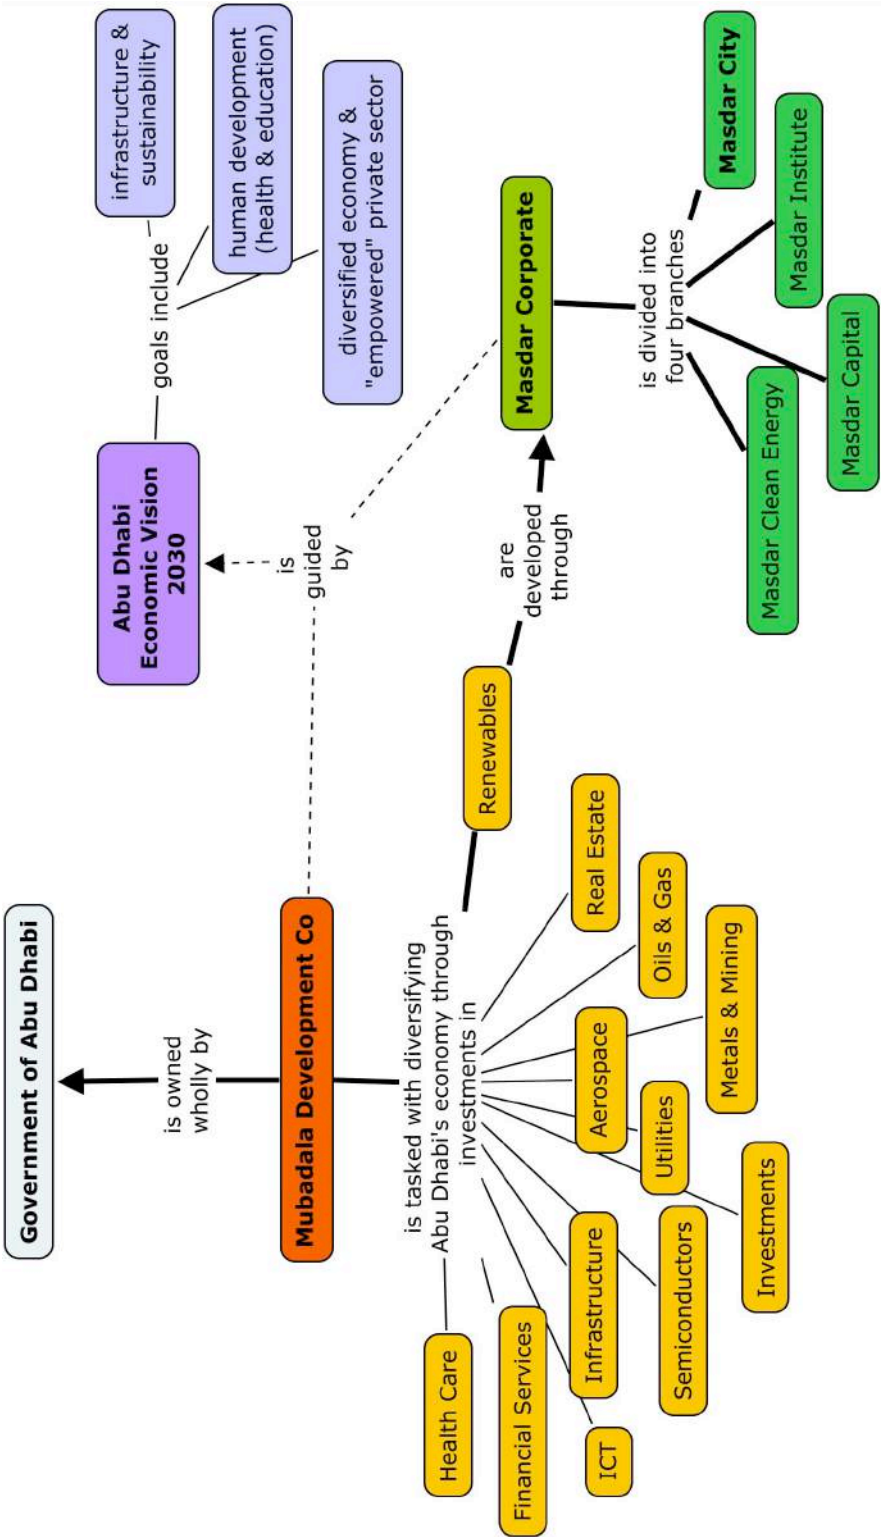 Government of Abu Dhabi
is owned
wholly by
Mubadala Development Co
is tasked with diversifying
Abu Dhabi's economy through
investments in
Health Care
Financial Services
ICT
Infrastructure
Semiconductors
Investments
Utilities
Aerospace
Metals & Mining
Oils & Gas
Real Estate
Renewables
are
developed
through
Masdar Corporate
is guided
by
Abu Dhabi
Economic Vision
2030
goals include
infrastructure &
sustainability
human development
(health & education)
diversified economy &
"empowered" private sector
is divided into
four branches
Masdar Clean Energy
Masdar Capital
Masdar Institute
Masdar City